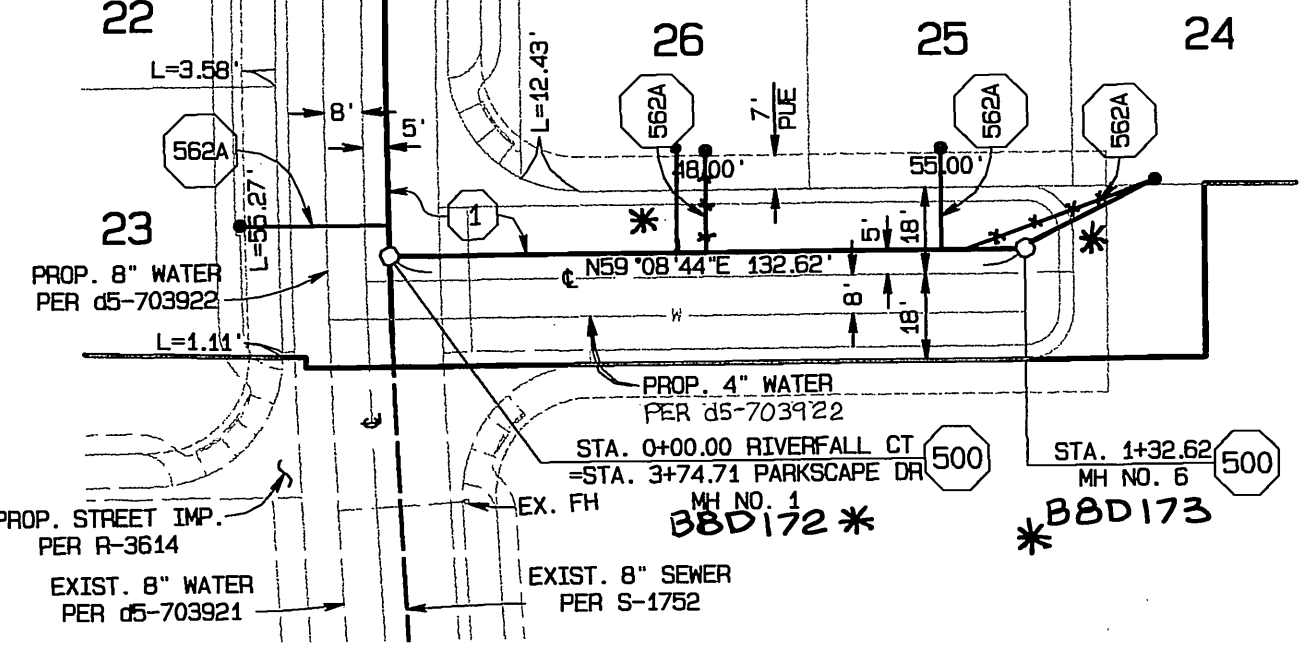 22
26
25
24
L=3.58'
L=12.43'
7'
PUE
562A
562A
562A
8'
5'
562A
48.00'
55.00'
L=55.27'
1
5'
18'
23
N59°08'44"E 132.62'
℄
PROP. 8" WATER
PER d5-703922
8'
18'
W
L=1.11'
PROP. 4" WATER
PER d5-703922
STA. 0+00.00 RIVERFALL CT
=STA. 3+74.71 PARKSCAPE DR
MH NO. 1
500
B8D172 *
STA. 1+32.62
MH NO. 6
500
* B8D173
EX. FH
PROP. STREET IMP.
PER R-3614
EXIST. 8" WATER
PER d5-703921
EXIST. 8" SEWER
PER S-1752